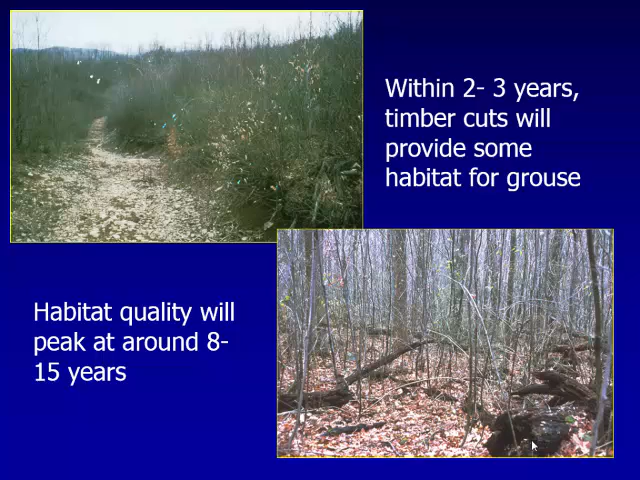 Within 2- 3 years,
timber cuts will
provide some
habitat for grouse
Habitat quality will
peak at around 8-
15 years